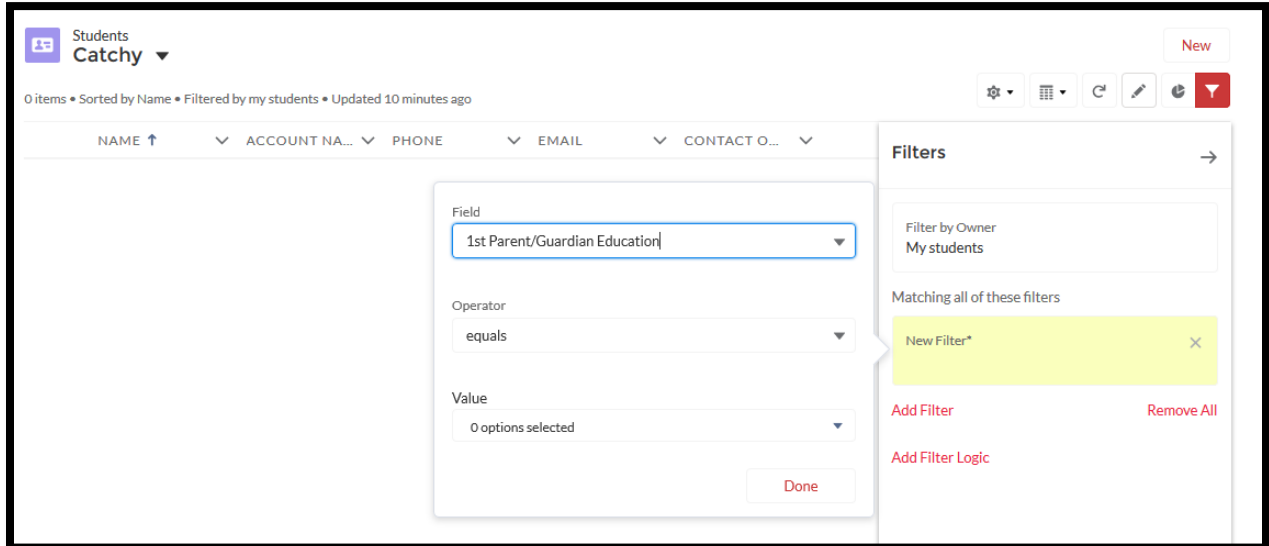 Students
Catchy
New
0 items • Sorted by Name • Filtered by my students • Updated 10 minutes ago
NAME ACCOUNT NA... PHONE EMAIL CONTACT O...
Filters
Field
1st Parent/Guardian Education
Operator
equals
Value
0 options selected
Done
Filter by Owner
My students
Matching all of these filters
New Filter*
Add Filter Remove All
Add Filter Logic